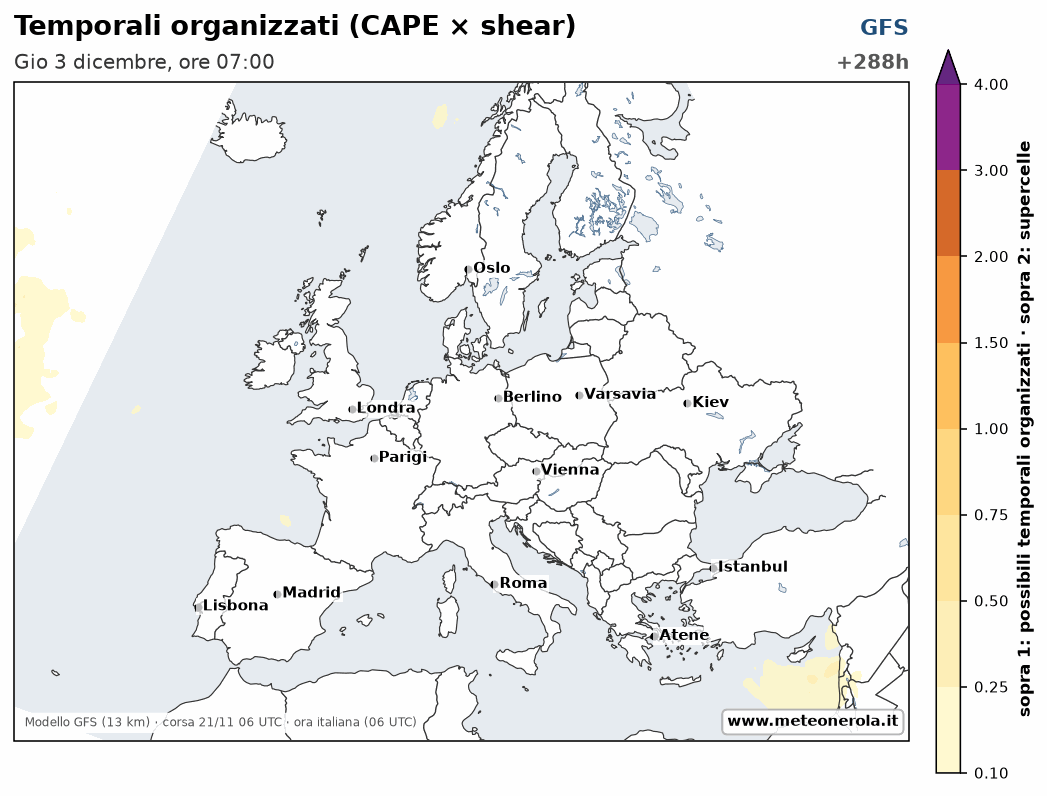 Temporali organizzati (CAPE × shear)
GFS
Gio 3 dicembre, ore 07:00
+288h
Oslo
Londra
Berlino
Varsavia
Kiev
Parigi
Vienna
Istanbul
Roma
Madrid
Lisbona
Atene
Modello GFS (13 km) · corsa 21/11 06 UTC · ora italiana (06 UTC)
www.meteonerola.it
4.00
3.00
2.00
1.50
1.00
0.75
0.50
0.25
0.10
sopra 1: possibili temporali organizzati · sopra 2: supercelle